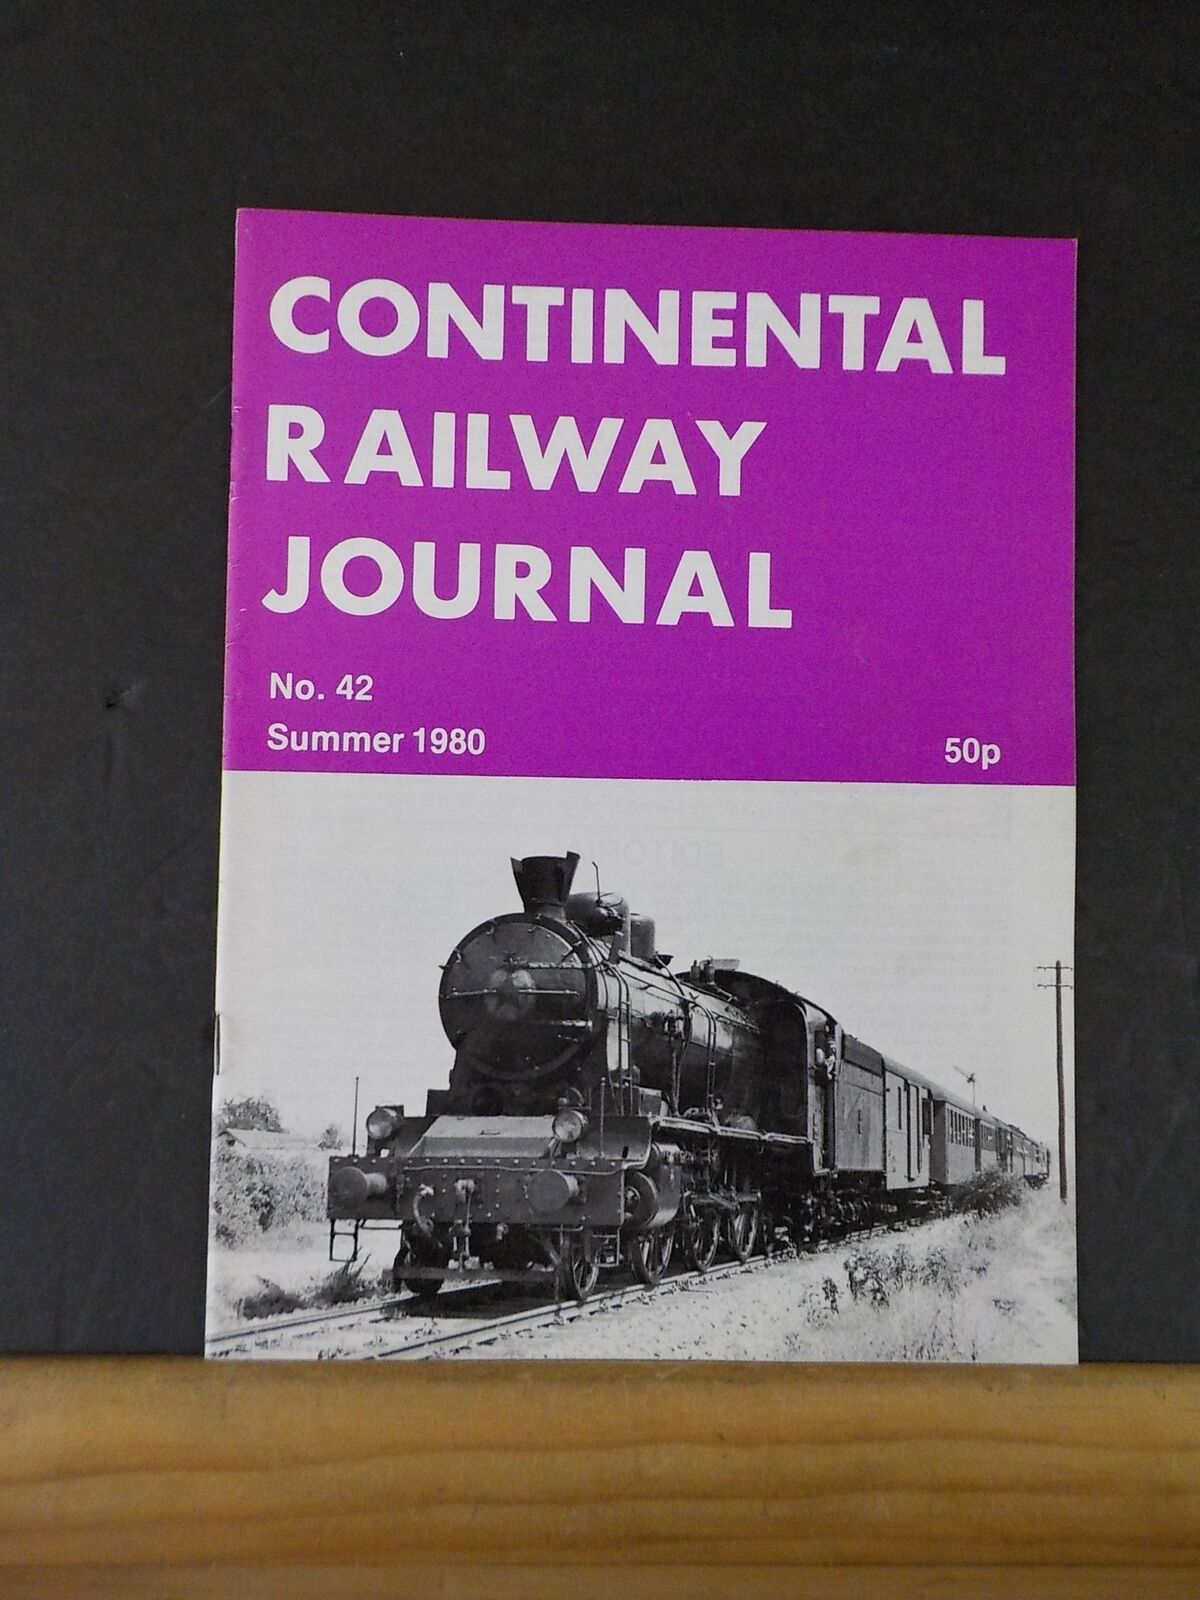 CONTINENTAL
RAILWAY
JOURNAL
No. 42
Summer 1980
50p